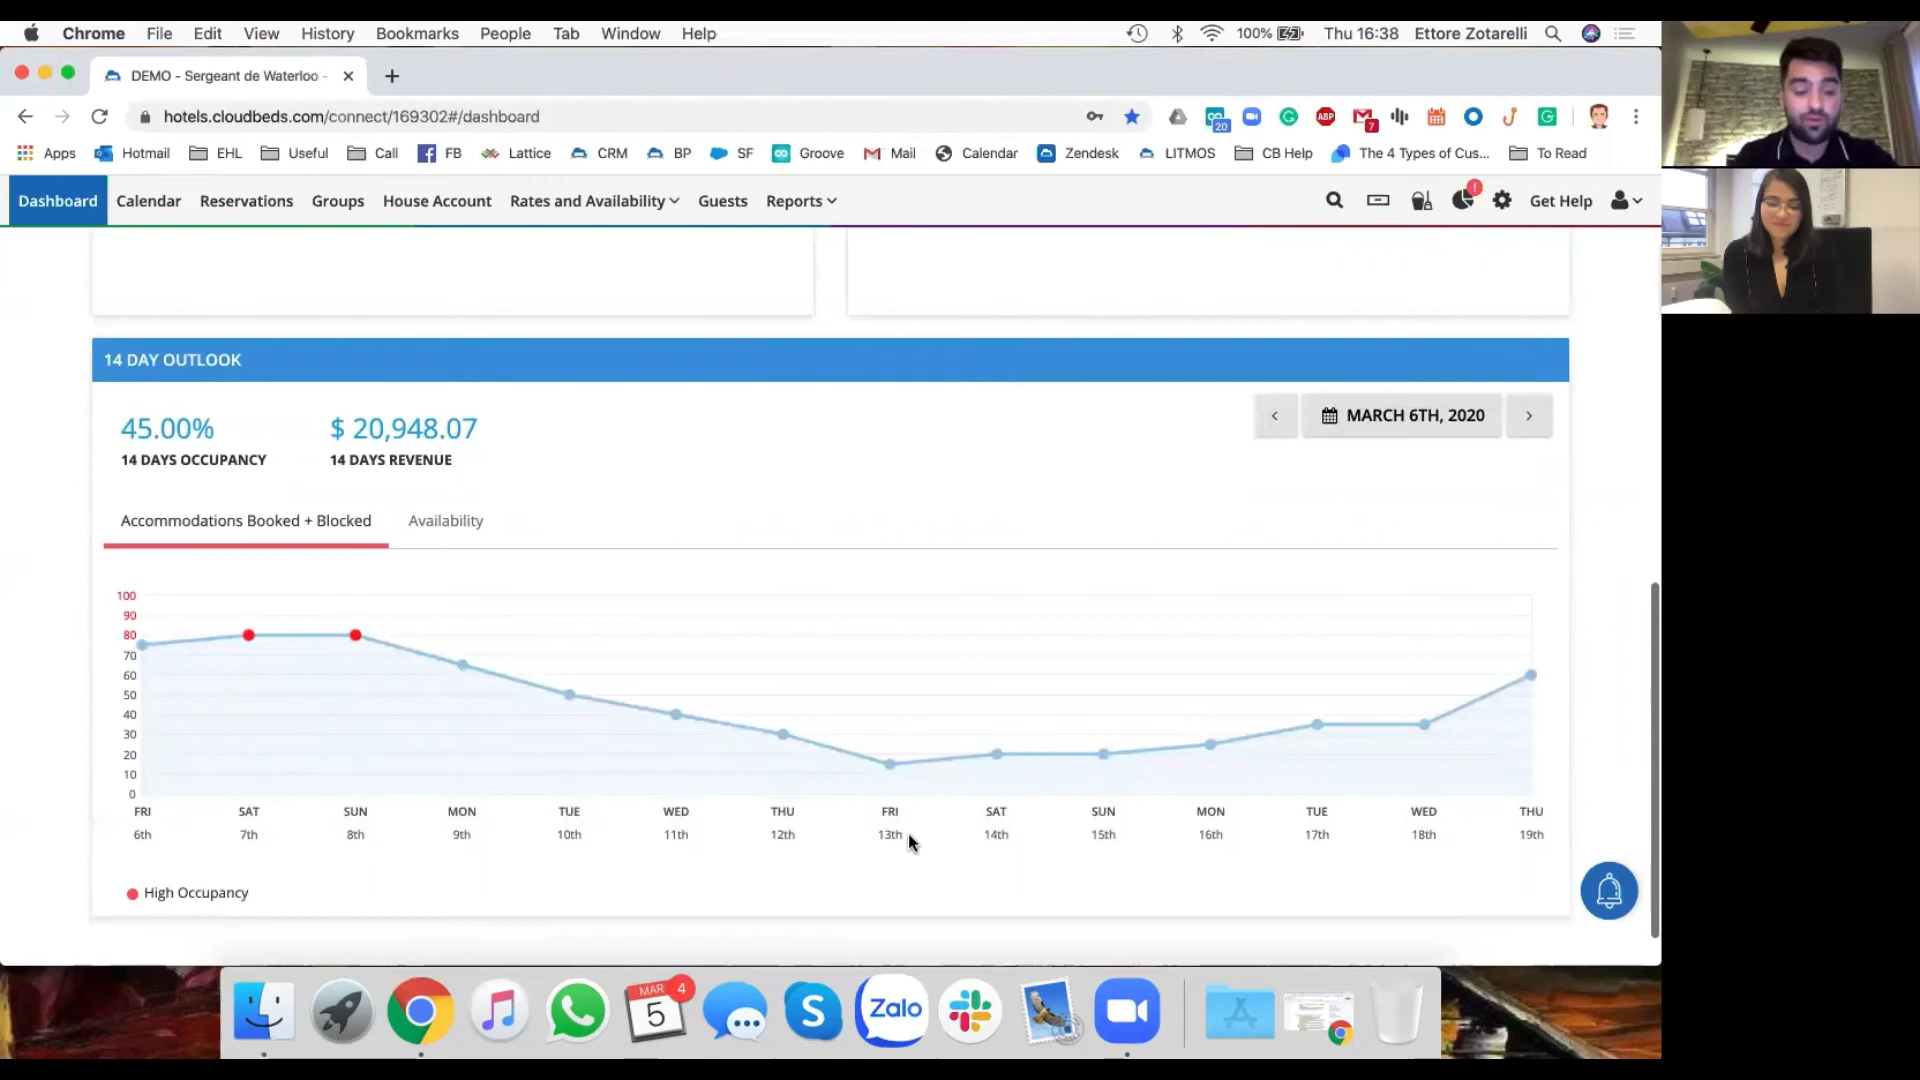 Chrome File Edit View History Bookmarks People Tab Window Help 100% Thu 16:38 Ettore Zotarelli
DEMO - Sergeant de Waterloo -
hotels.cloudbeds.com/connect/169302#/dashboard
20 ABP 7
Apps Hotmail EHL Useful Call FB Lattice CRM BP SF Groove Mail Calendar Zendesk LITMOS CB Help The 4 Types of Cus... To Read
Dashboard Calendar Reservations Groups House Account Rates and Availability Guests Reports ! Get Help
14 DAY OUTLOOK
45.00% $ 20,948.07
14 DAYS OCCUPANCY 14 DAYS REVENUE
< MARCH 6TH, 2020 >
Accommodations Booked + Blocked Availability
100
90
80
70
60
50
40
30
20
10
0
FRI SAT SUN MON TUE WED THU FRI SAT SUN MON TUE WED THU
6th 7th 8th 9th 10th 11th 12th 13th 14th 15th 16th 17th 18th 19th
High Occupancy
MAR 4
5
S
Zalo